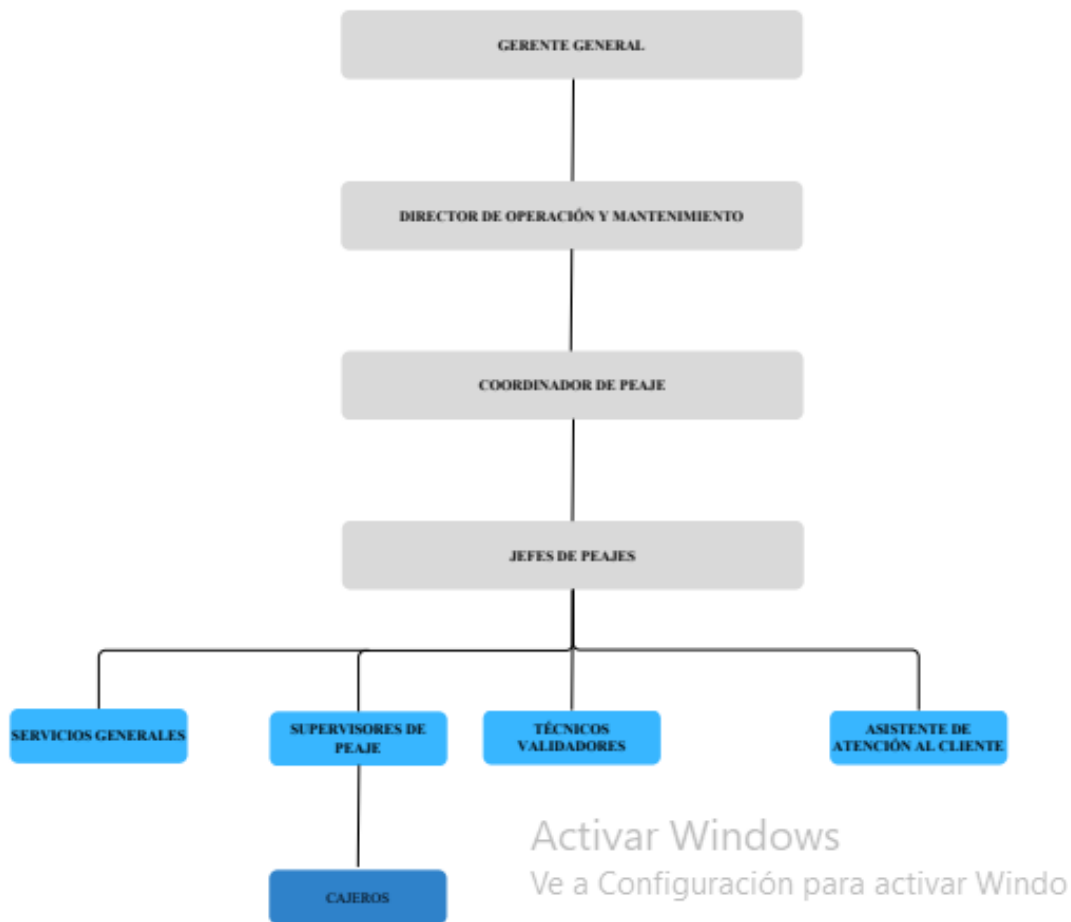 GERENTE GENERAL
DIRECTOR DE OPERACIÓN Y MANTENIMIENTO
COORDINADOR DE PEAJE
JEFES DE PEAJES
SERVICIOS GENERALES
SUPERVISORES DE
PEAJE
TÉCNICOS
VALIDADORES
ASISTENTE DE
ATENCIÓN AL CLIENTE
CAJEROS
Activar Windows
Ve a Configuración para activar Windo